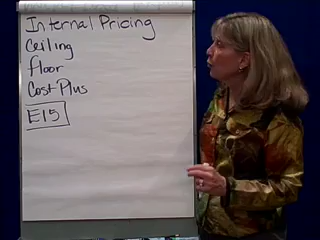 Internal Pricing
Ceiling
floor
Cost Plus
E15